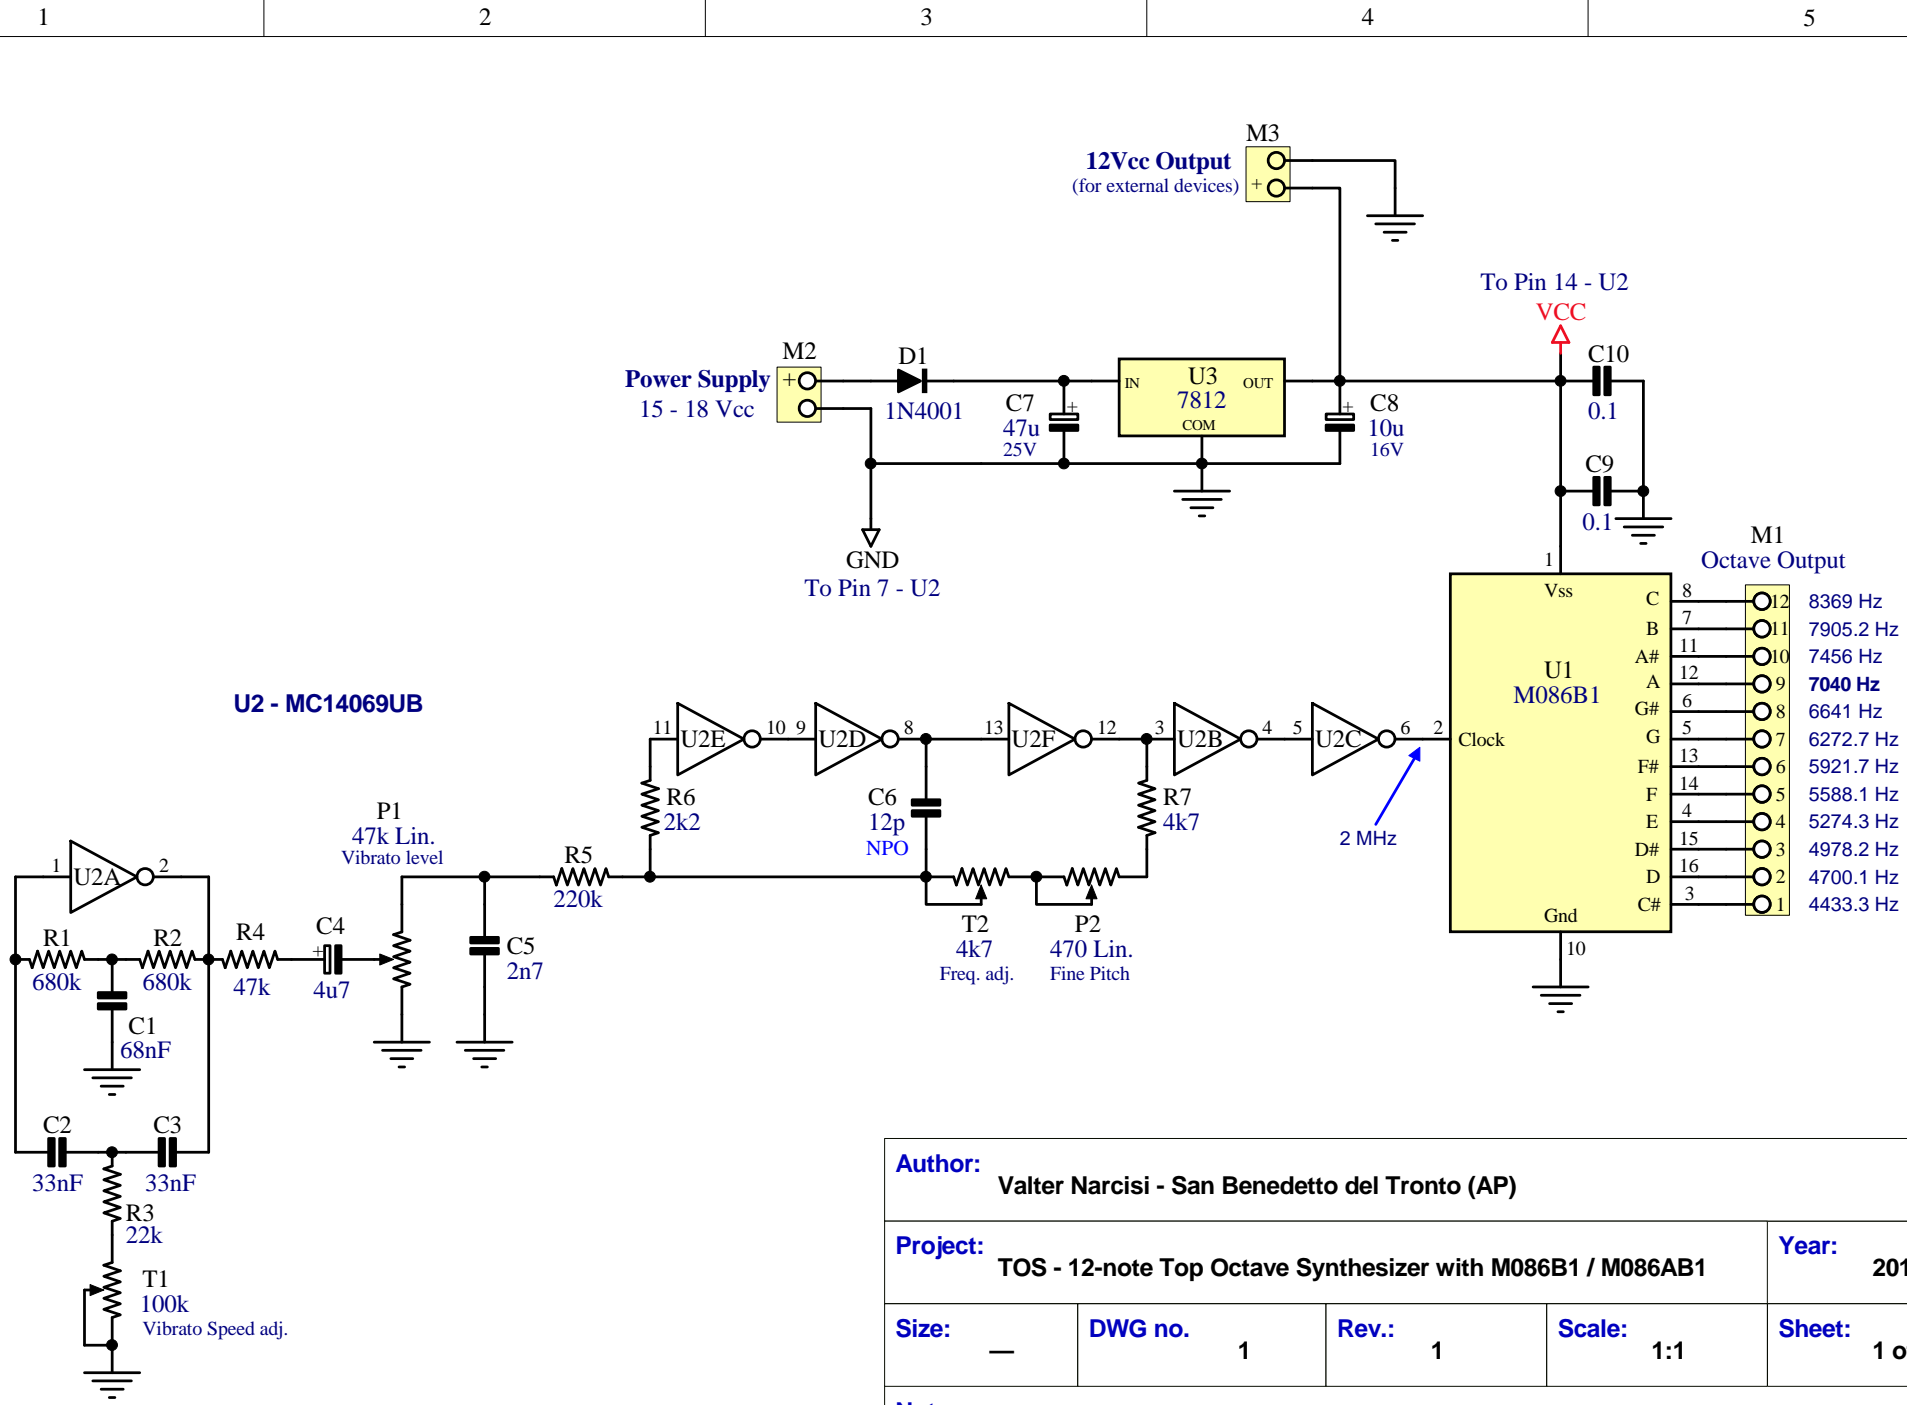 1 2 3 4 5
M3
12Vcc Output
(for external devices)
+
To Pin 14 - U2
VCC
M2
Power Supply
15 - 18 Vcc
+
D1
1N4001
C7
+
47u
25V
IN
U3
OUT
7812
COM
+
C8
10u
16V
C10
0.1
C9
0.1
GND
To Pin 7 - U2
M1
Octave Output
1
Vss
U1
M086B1
2
Clock
Gnd
10
C 8 12 8369 Hz
B 7 11 7905.2 Hz
A# 11 10 7456 Hz
A 12 9 7040 Hz
G# 6 8 6641 Hz
G 5 7 6272.7 Hz
F# 13 6 5921.7 Hz
F 14 5 5588.1 Hz
E 4 4 5274.3 Hz
D# 15 3 4978.2 Hz
D 16 2 4700.1 Hz
C# 3 1 4433.3 Hz
U2 - MC14069UB
11 U2E 10 9 U2D 8 13 U2F 12 3 U2B 4 5 U2C 6
2 MHz
R6
2k2
C6
12p
NPO
R7
4k7
P1
47k Lin.
Vibrato level
R5
220k
T2
4k7
Freq. adj.
P2
470 Lin.
Fine Pitch
1 U2A 2
R1
680k
R2
680k
R4
47k
C4
+
4u7
C5
2n7
C1
68nF
C2
33nF
C3
33nF
R3
22k
T1
100k
Vibrato Speed adj.
Author:
Valter Narcisi - San Benedetto del Tronto (AP)
Project:
TOS - 12-note Top Octave Synthesizer with M086B1 / M086AB1
Year:
201
Size:
—
DWG no.
1
Rev.:
1
Scale:
1:1
Sheet:
1 o